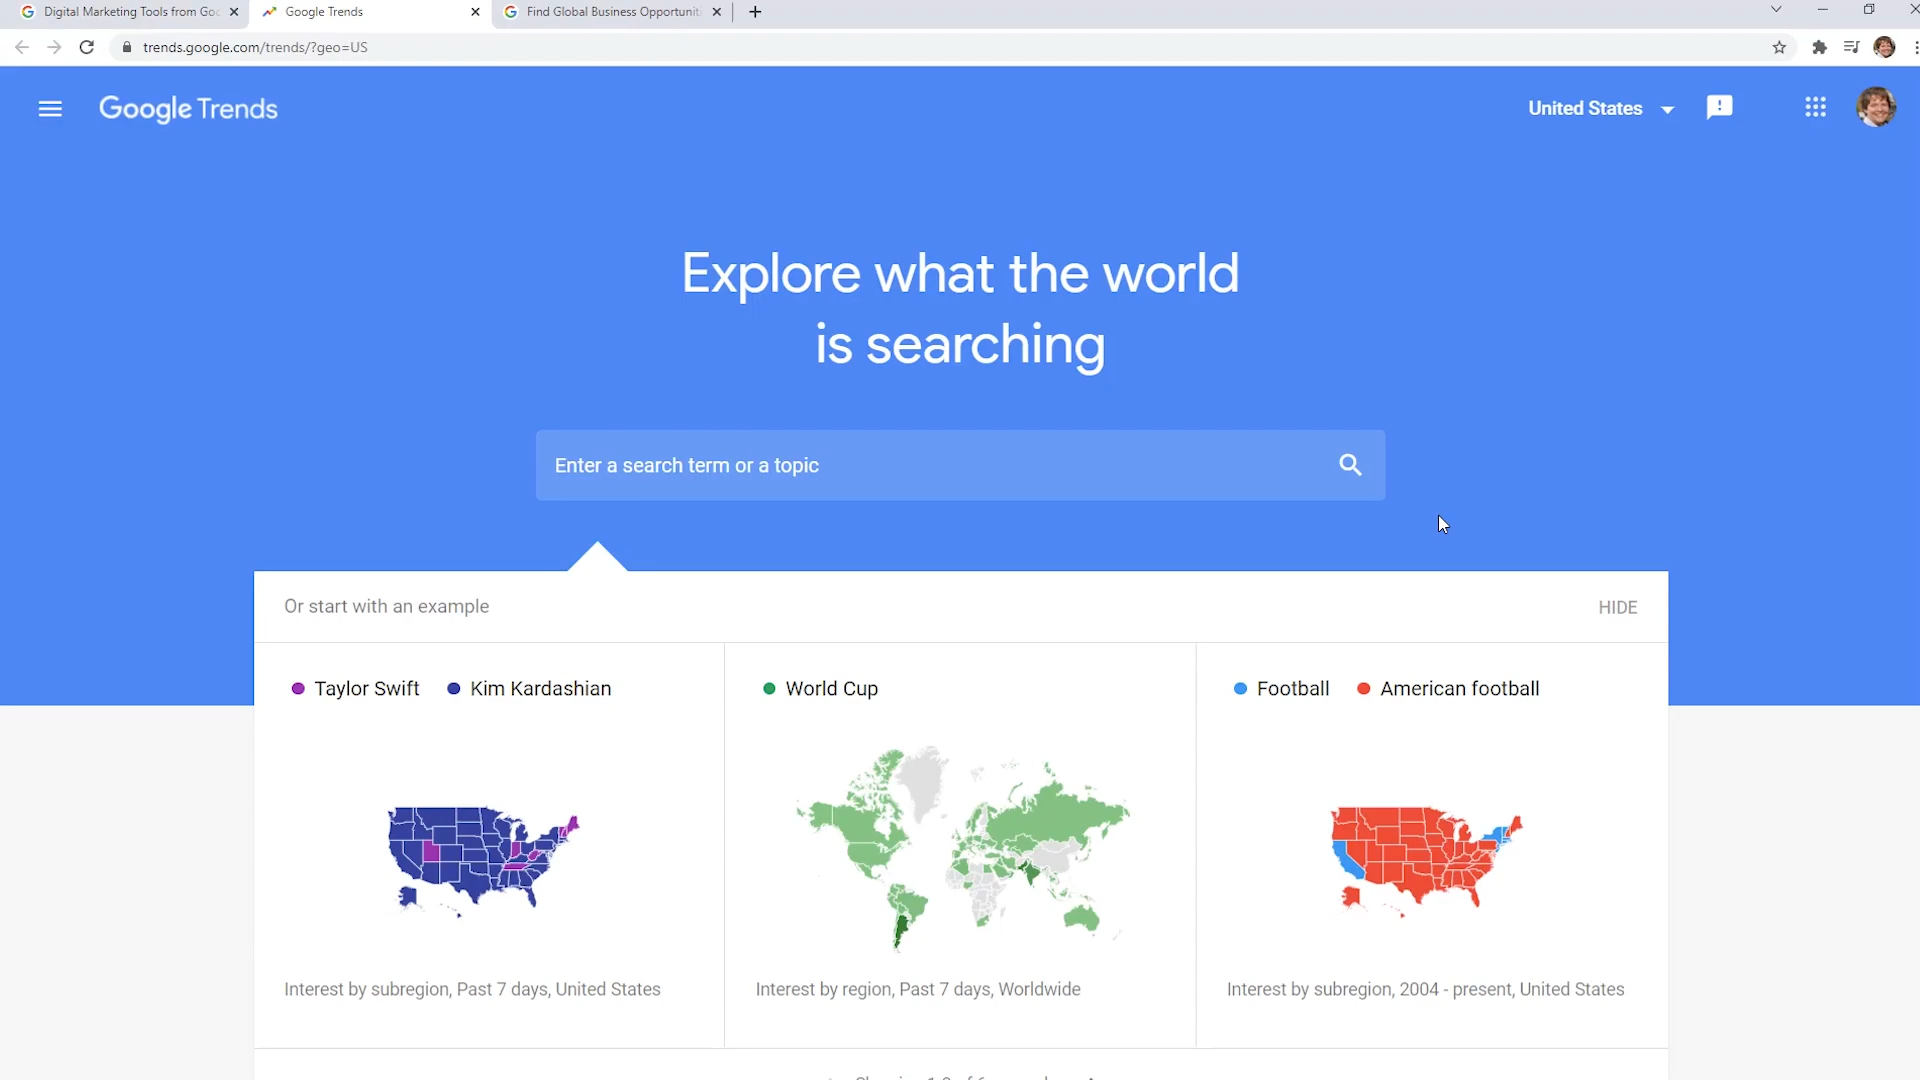 Digital Marketing Tools from Goo
Google Trends
Find Global Business Opportuniti
trends.google.com/trends/?geo=US
Google Trends
United States
Explore what the world
is searching
Enter a search term or a topic
Or start with an example
HIDE
Taylor Swift
Kim Kardashian
World Cup
Football
American football
Interest by subregion, Past 7 days, United States
Interest by region, Past 7 days, Worldwide
Interest by subregion, 2004 - present, United States